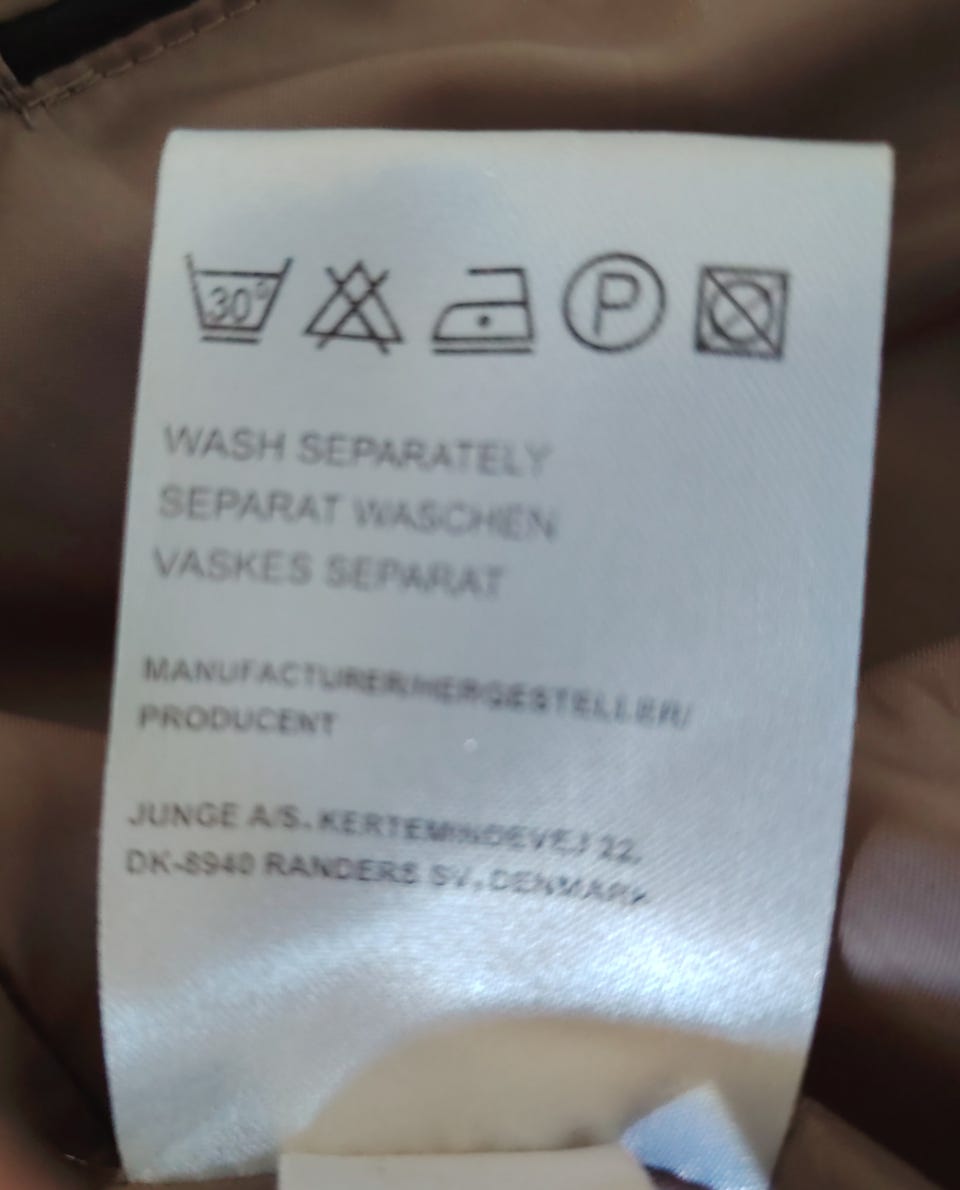 30°
P
WASH SEPARATELY
SEPARAT WASCHEN
VASKES SEPARAT
MANUFACTURER/HERGESTELLER/
PRODUCENT
JUNGE A/S. KERTEMINDEVEJ 22,
DK-8940 RANDERS SV, DENMARK